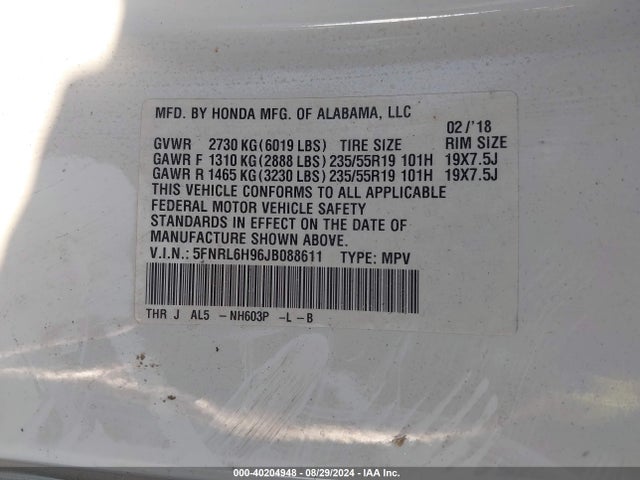 MFD. BY HONDA MFG. OF ALABAMA, LLC
02/'18
GVWR 2730 KG (6019 LBS) TIRE SIZE RIM SIZE
GAWR F 1310 KG (2888 LBS) 235/55R19 101H 19X7.5J
GAWR R 1465 KG (3230 LBS) 235/55R19 101H 19X7.5J
THIS VEHICLE CONFORMS TO ALL APPLICABLE
FEDERAL MOTOR VEHICLE SAFETY
STANDARDS IN EFFECT ON THE DATE OF
MANUFACTURE SHOWN ABOVE.
V.I.N.: 5FNRL6H96JB088611 TYPE: MPV
THR J AL5 - NH603P -L-B
000-40204948 - 08/29/2024 - IAA Inc.